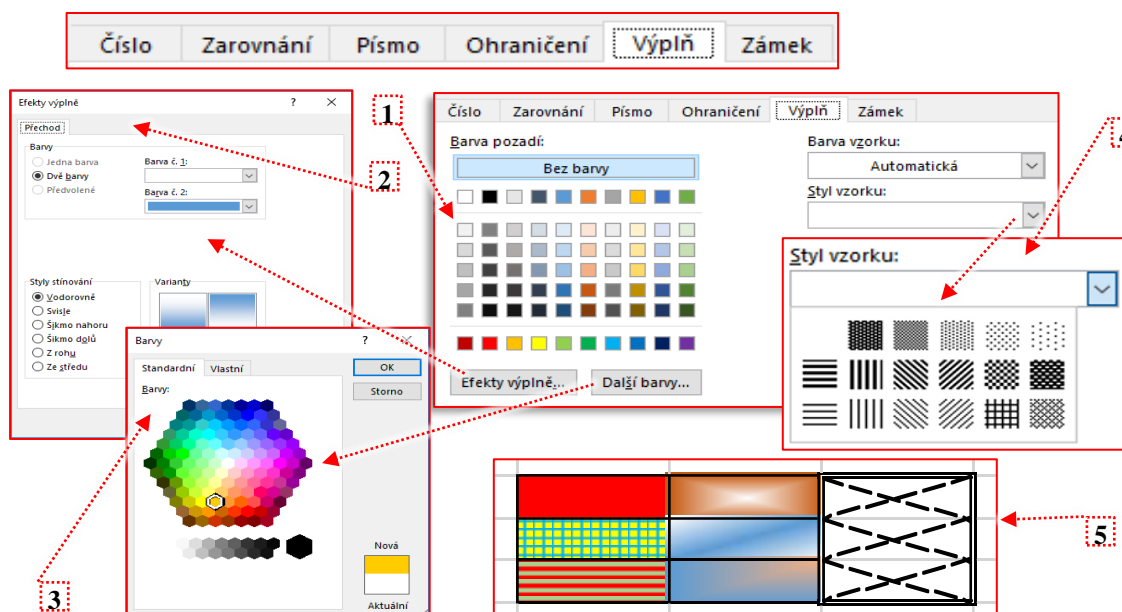 Číslo Zarovnání Písmo Ohraničení Výplň Zámek
Efekty výplně ? ×
Přechod
Barvy
Jedna barva
Dvě barvy
Předvolené
Barva č. 1:
Barva č. 2:
Styly stínování
Vodorovně
Svisle
Šikmo nahoru
Šikmo dolů
Z rohu
Ze středu
Varianty
1
2
Číslo Zarovnání Písmo Ohraničení Výplň Zámek
Barva pozadí:
Bez barvy
Efekty výplně... Další barvy...
Barva vzorku:
Automatická
Styl vzorku:
Styl vzorku:
Barvy ? ×
Standardní Vlastní
Barvy:
OK
Storno
Nová
Aktuální
3
5